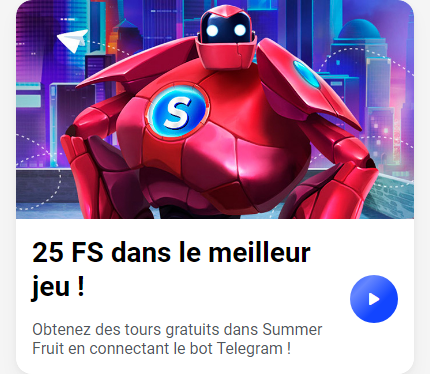 S
25 FS dans le meilleur
jeu !
Obtenez des tours gratuits dans Summer
Fruit en connectant le bot Telegram !